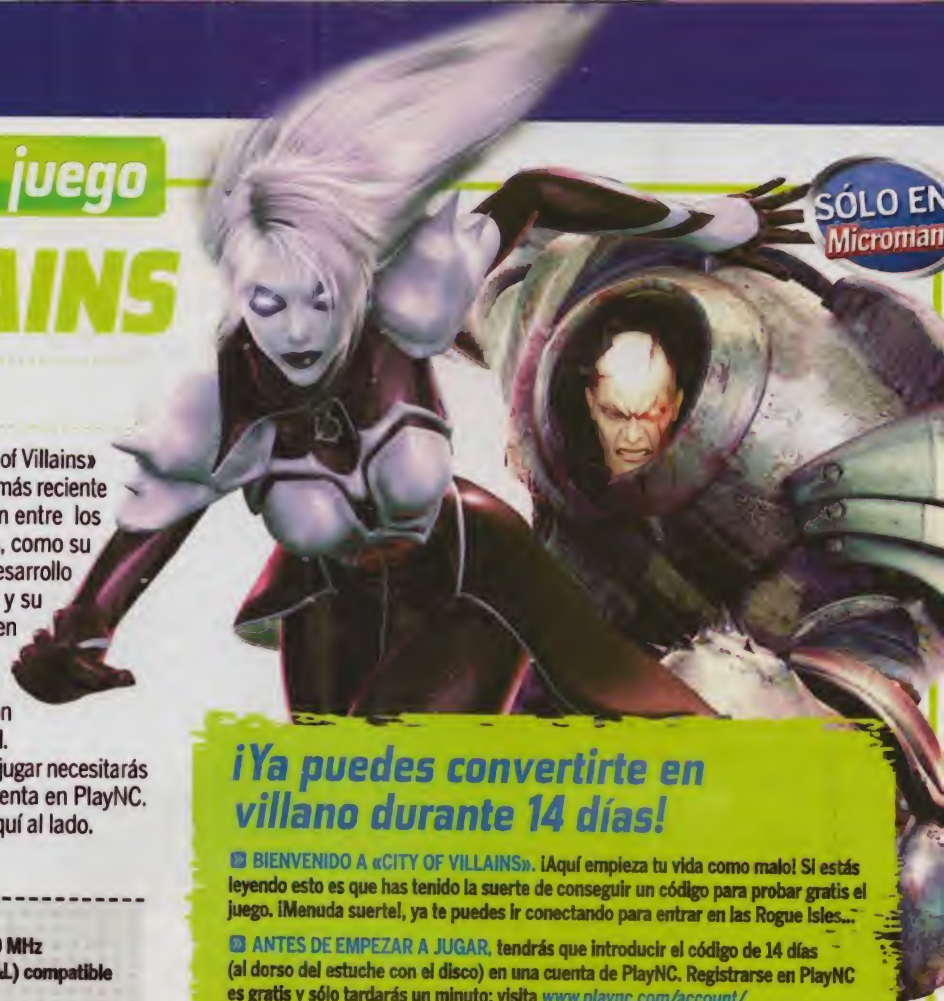 juego
AINS
SÓLO EN
Microman
of Villains»
más reciente
n entre los
, como su
esarrollo
y su
en
n
l.
jugar necesitarás
enta en PlayNC.
quí al lado.
MHz
compatible
¡Ya puedes convertirte en
villano durante 14 días!
BIENVENIDO A «CITY OF VILLAINS». ¡Aquí empieza tu vida como malo! Si estás
leyendo esto es que has tenido la suerte de conseguir un código para probar gratis el
juego. ¡Menuda suerte!, ya te puedes ir conectando para entrar en las Rogue Isles...
ANTES DE EMPEZAR A JUGAR, tendrás que introducir el código de 14 días
(al dorso del estuche con el disco) en una cuenta de PlayNC. Registrarse en PlayNC
es gratis y sólo tardarás un minuto: visita www.plaync.com/account/